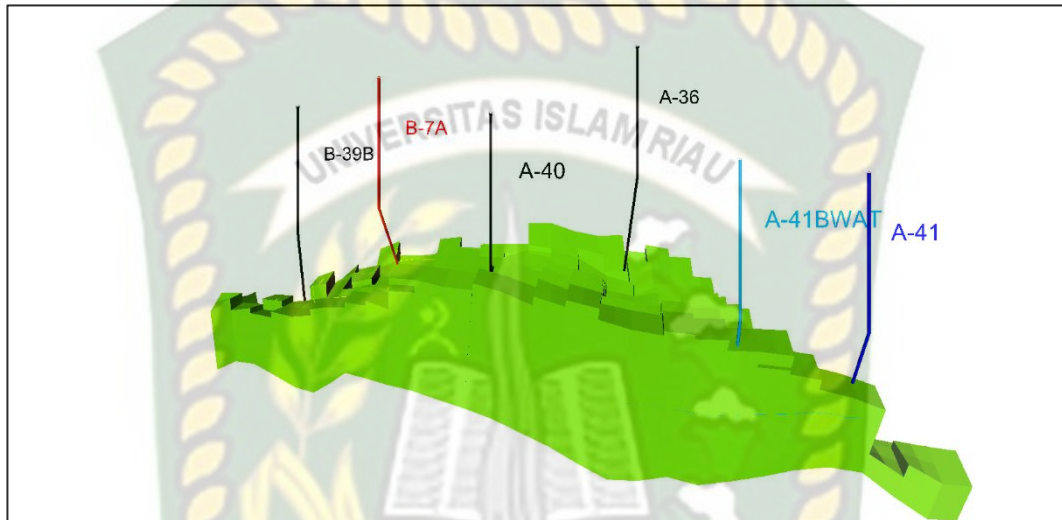 UNIVERSITAS ISLAM RIAU
A-36
B-7A
B-39B
A-40
A-41BWAT
A-41